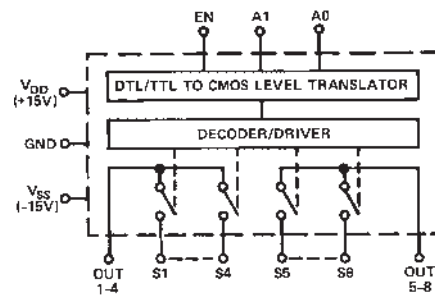 EN A1 A0
DTL/TTL TO CMOS LEVEL TRANSLATOR
VDD
(+15V)
DECODER/DRIVER
GND
VSS
(-15V)
OUT
1-4
S1
S4
S5
S8
OUT
5-8